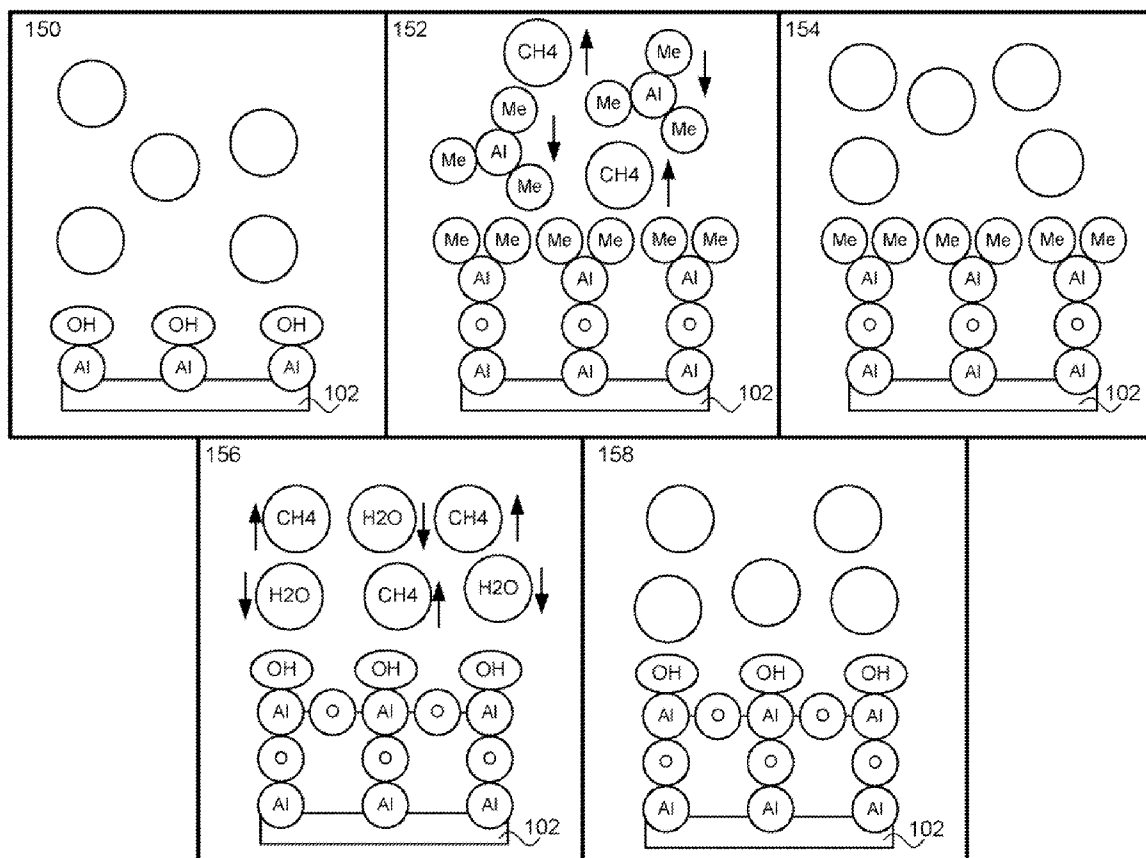 150
OH OH OH
Al Al Al
102
152
CH4
Me
Me Al
Me
Me
Me Al
Me
CH4
Me Me Me Me Me Me
Al Al Al
O O O
Al Al Al
102
154
Me Me Me Me Me Me
Al Al Al
O O O
Al Al Al
102
156
CH4 H2O CH4
H2O CH4 H2O
OH OH OH
Al O Al O Al
O O O
Al Al Al
102
158
OH OH OH
Al O Al O Al
O O O
Al Al Al
102